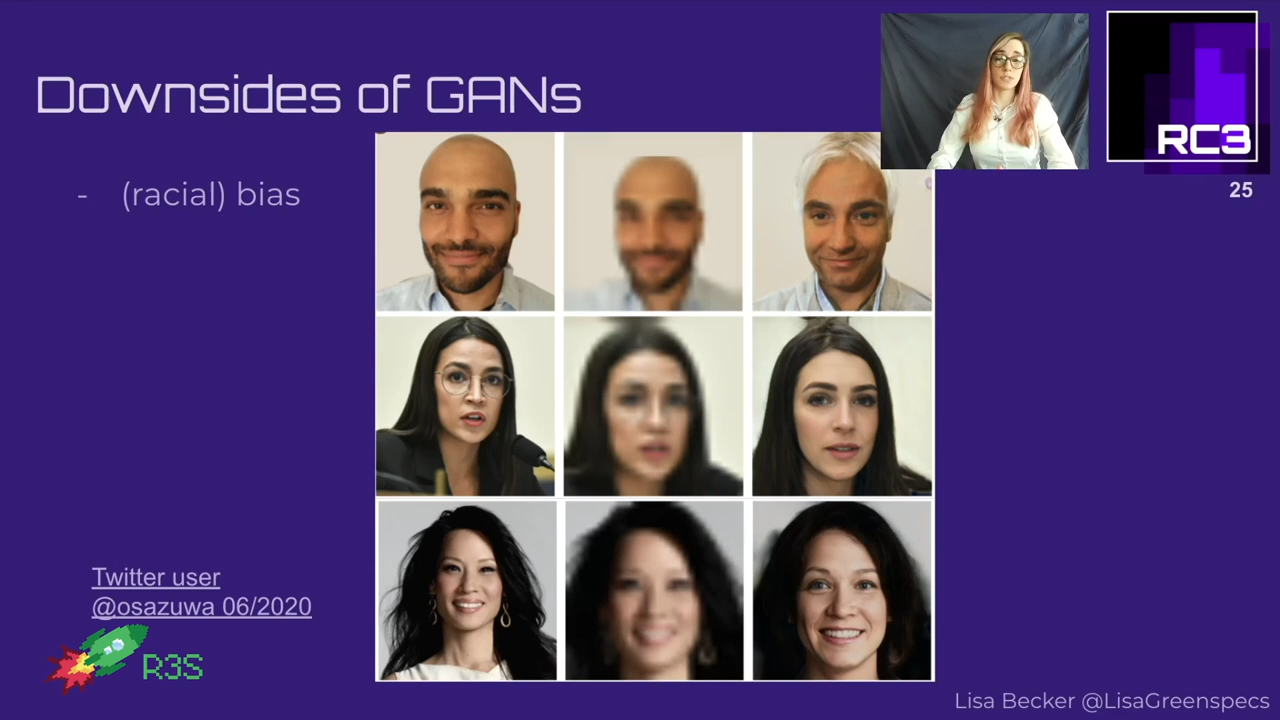 Downsides of GANs
- (racial) bias
RC3
25
Twitter user
@osazuwa 06/2020
R3S
Lisa Becker @LisaGreenspecs